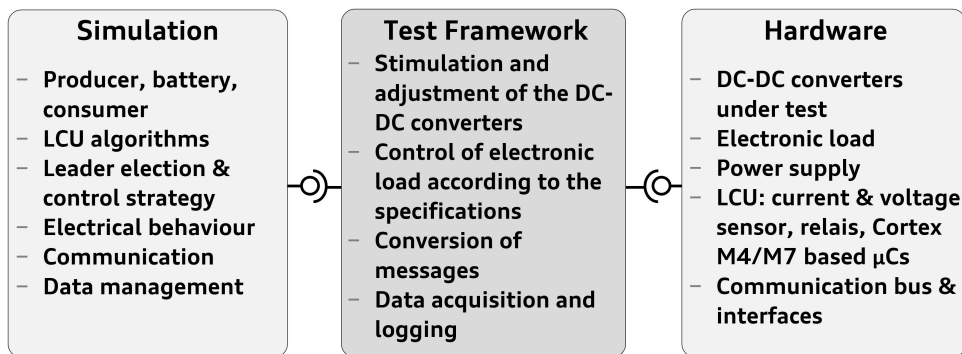 Simulation
– Producer, battery,
consumer
– LCU algorithms
– Leader election &
control strategy
– Electrical behaviour
– Communication
– Data management
Test Framework
– Stimulation and
adjustment of the DC-
DC converters
– Control of electronic
load according to the
specifications
– Conversion of
messages
– Data acquisition and
logging
Hardware
– DC-DC converters
under test
– Electronic load
– Power supply
– LCU: current & voltage
sensor, relais, Cortex
M4/M7 based µCs
– Communication bus &
interfaces